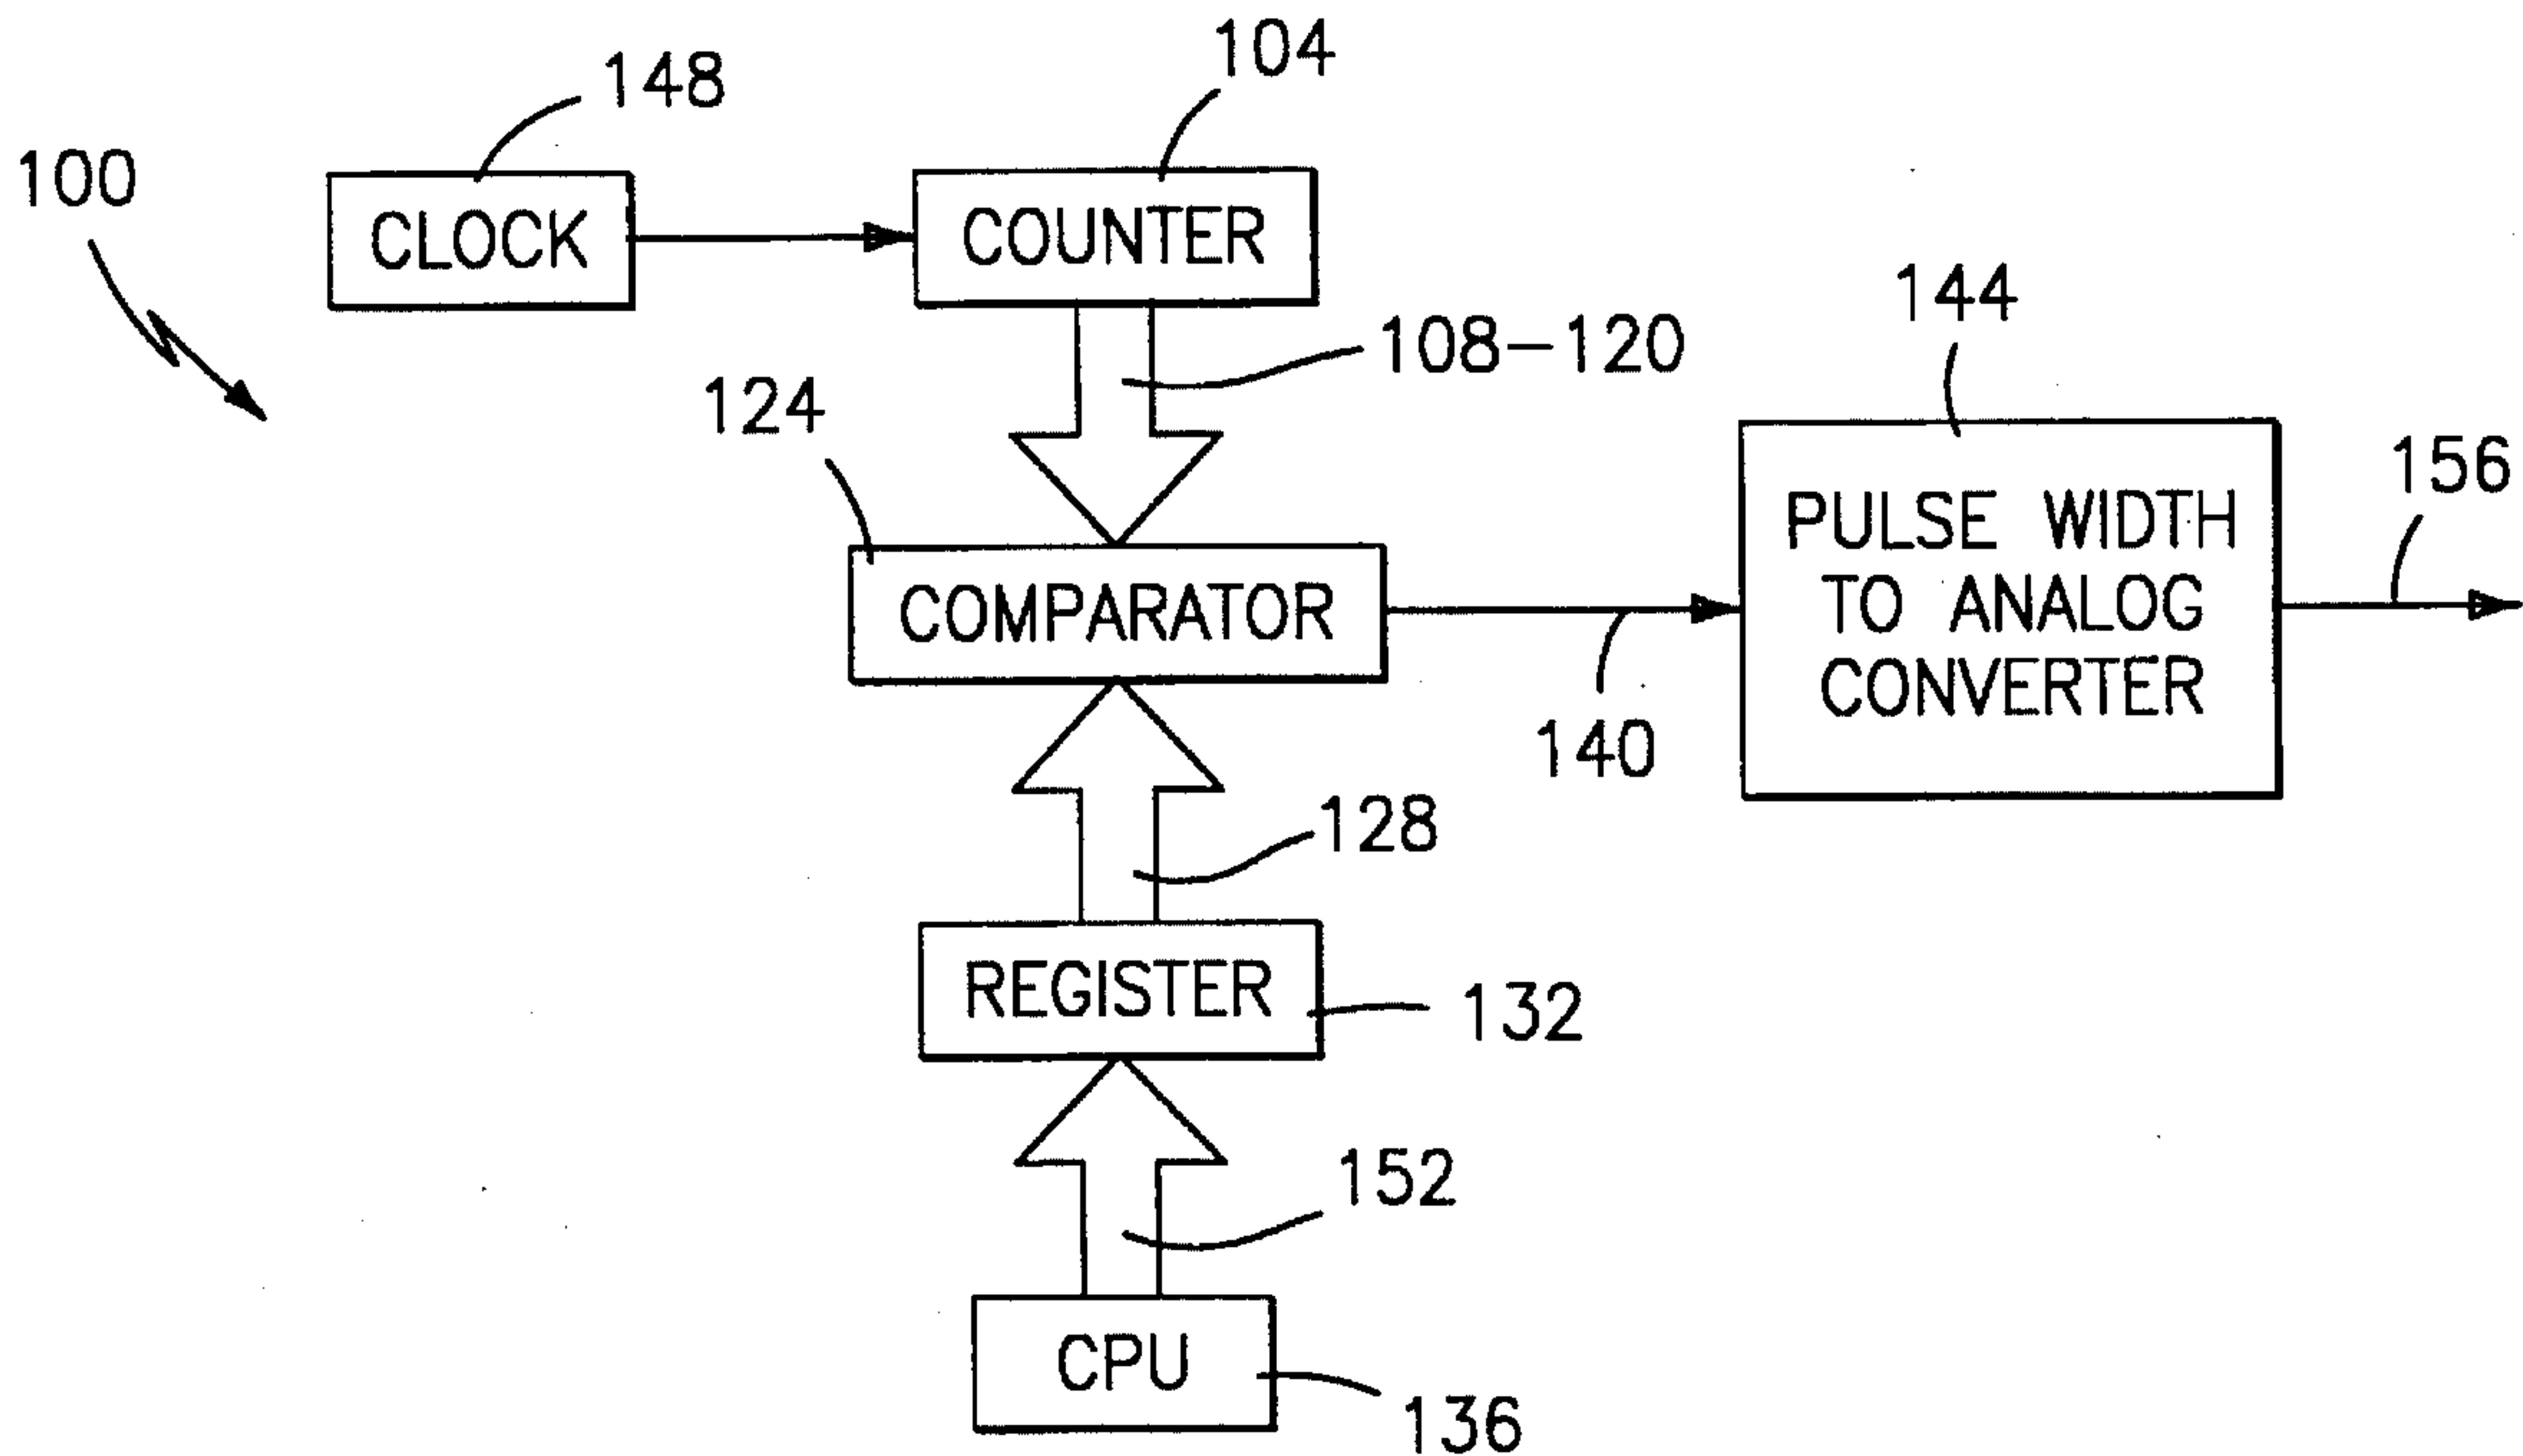 104
148
100
CLOCK
COUNTER
108-120
144
124
156
PULSE WIDTH
TO ANALOG
CONVERTER
COMPARATOR
140
128
REGISTER
132
152
CPU
136